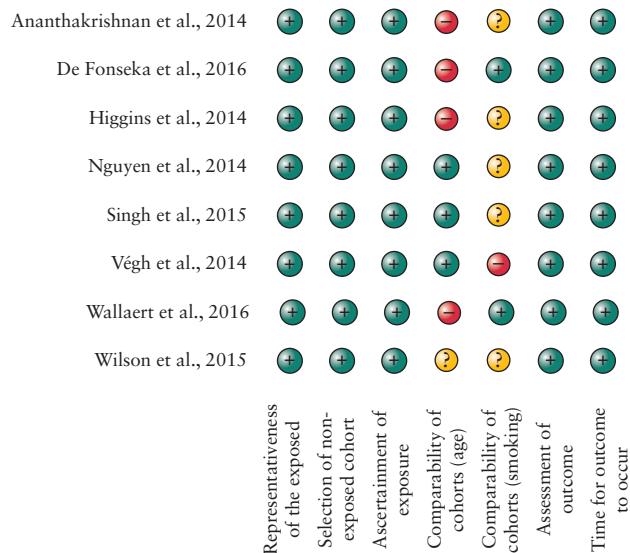 Ananthakrishnan et al., 2014 + + + − ? + +
De Fonseka et al., 2016 + + + − + + +
Higgins et al., 2014 + + + − ? + +
Nguyen et al., 2014 + + + + ? + +
Singh et al., 2015 + + + + ? + +
Végh et al., 2014 + + + + − + +
Wallaert et al., 2016 + + + − + + +
Wilson et al., 2015 + + + ? ? + +
Representativeness
of the exposed
Selection of non-
exposed cohort
Ascertainment of
exposure
Comparability of
cohorts (age)
Comparability of
cohorts (smoking)
Assessment of
outcome
Time for outcome
to occur